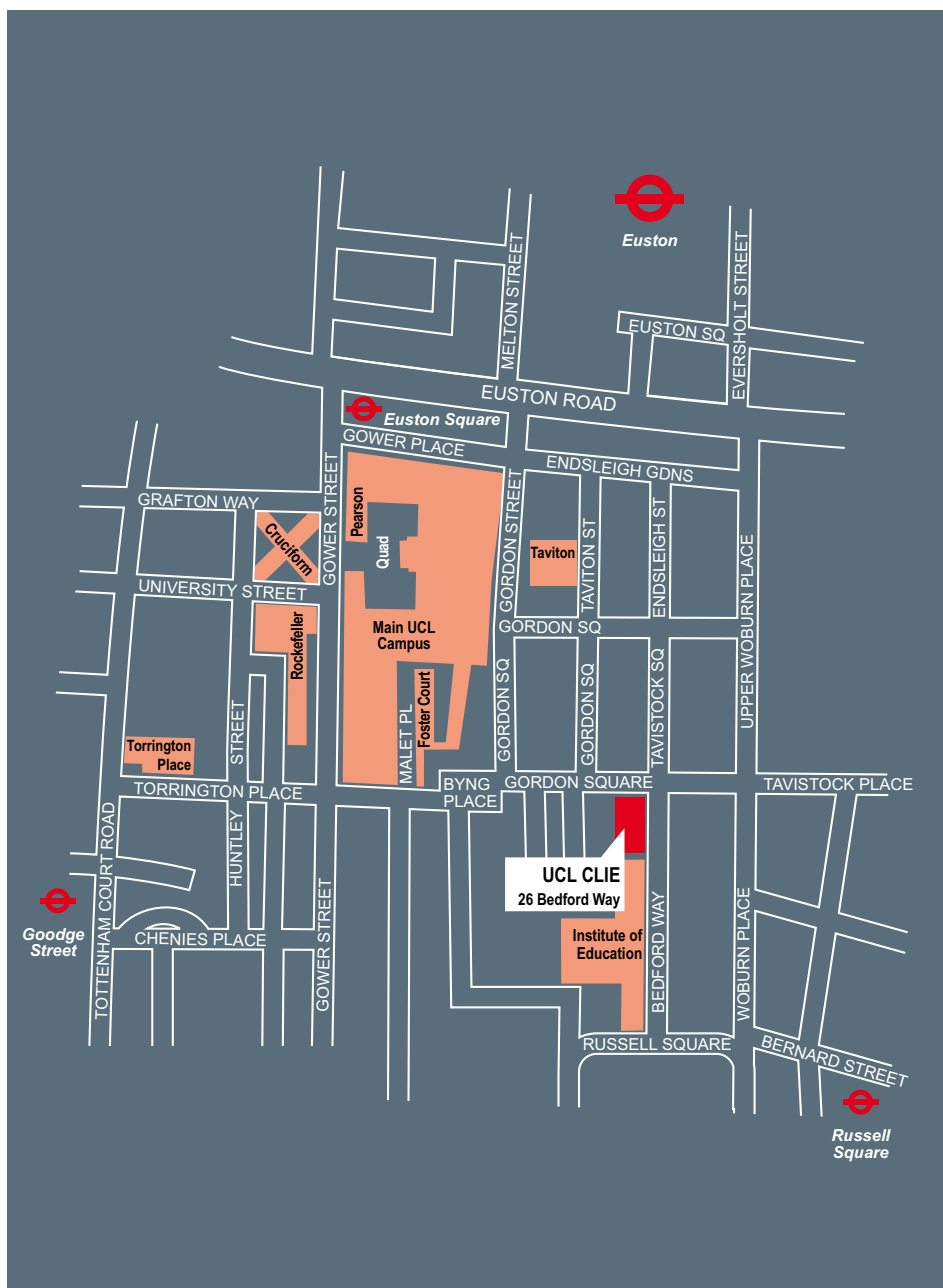 Euston
MELTON STREET
EVERSHOLT STREET
EUSTON SQ
EUSTON ROAD
Euston Square
GOWER PLACE
ENDSLEIGH GDNS
GRAFTON WAY
GOWER STREET
Pearson
Cruciform
Quad
GORDON STREET
Taviton
TAVITON ST
ENDSLEIGH ST
UPPER WOBURN PLACE
UNIVERSITY STREET
Main UCL
Campus
GORDON SQ
Rockefeller
Foster Court
MALET PL
GORDON SQ
GORDON SQ
TAVISTOCK SQ
Torrington
Place
STREET
TORRINGTON PLACE
BYNG
PLACE
GORDON SQUARE
TAVISTOCK PLACE
TOTTENHAM COURT ROAD
HUNTLEY
UCL CLIE
26 Bedford Way
Goodge
Street
CHENIES PLACE
GOWER STREET
Institute of
Education
BEDFORD WAY
WOBURN PLACE
RUSSELL SQUARE
BERNARD STREET
Russell
Square